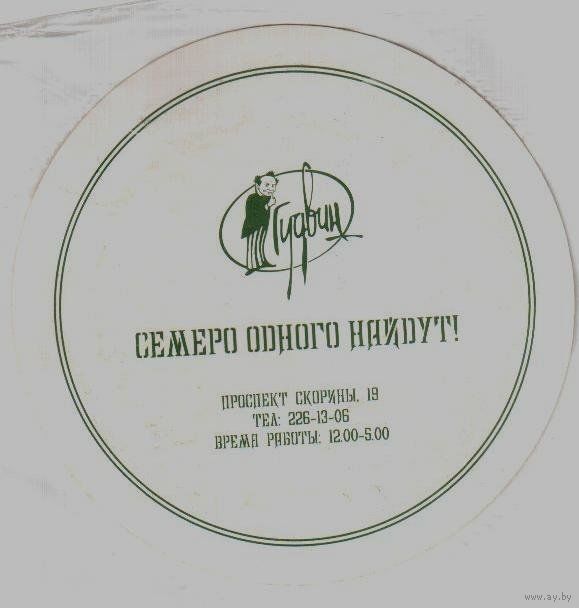 Гудвин
СЕМЕРО ОДНОГО НАЙДУТ!
ПРОСПЕКТ СКОРИНЫ, 19
ТЕЛ: 226-13-06
ВРЕМЯ РАБОТЫ: 12.00-5.00
www.ay.by